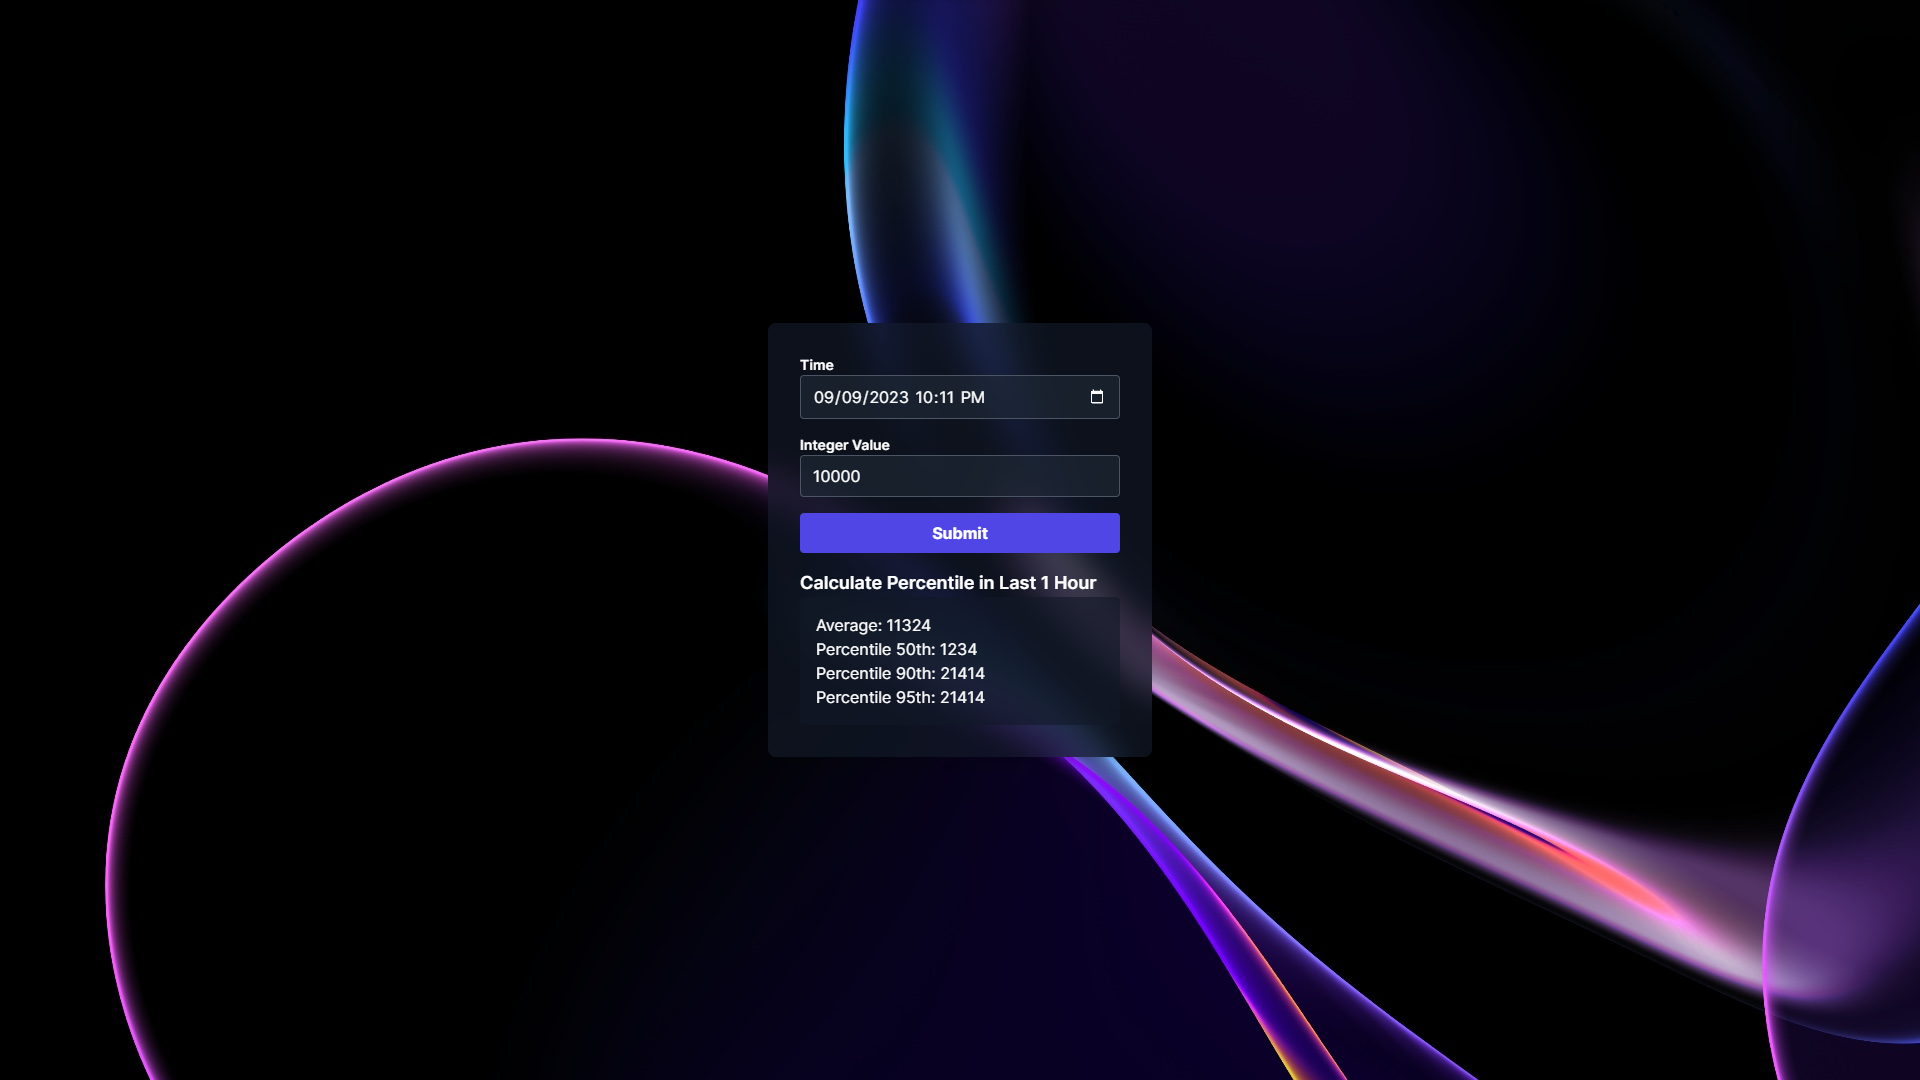 Time
09/09/2023 10:11 PM
Integer Value
10000
Submit
Calculate Percentile in Last 1 Hour
Average: 11324
Percentile 50th: 1234
Percentile 90th: 21414
Percentile 95th: 21414